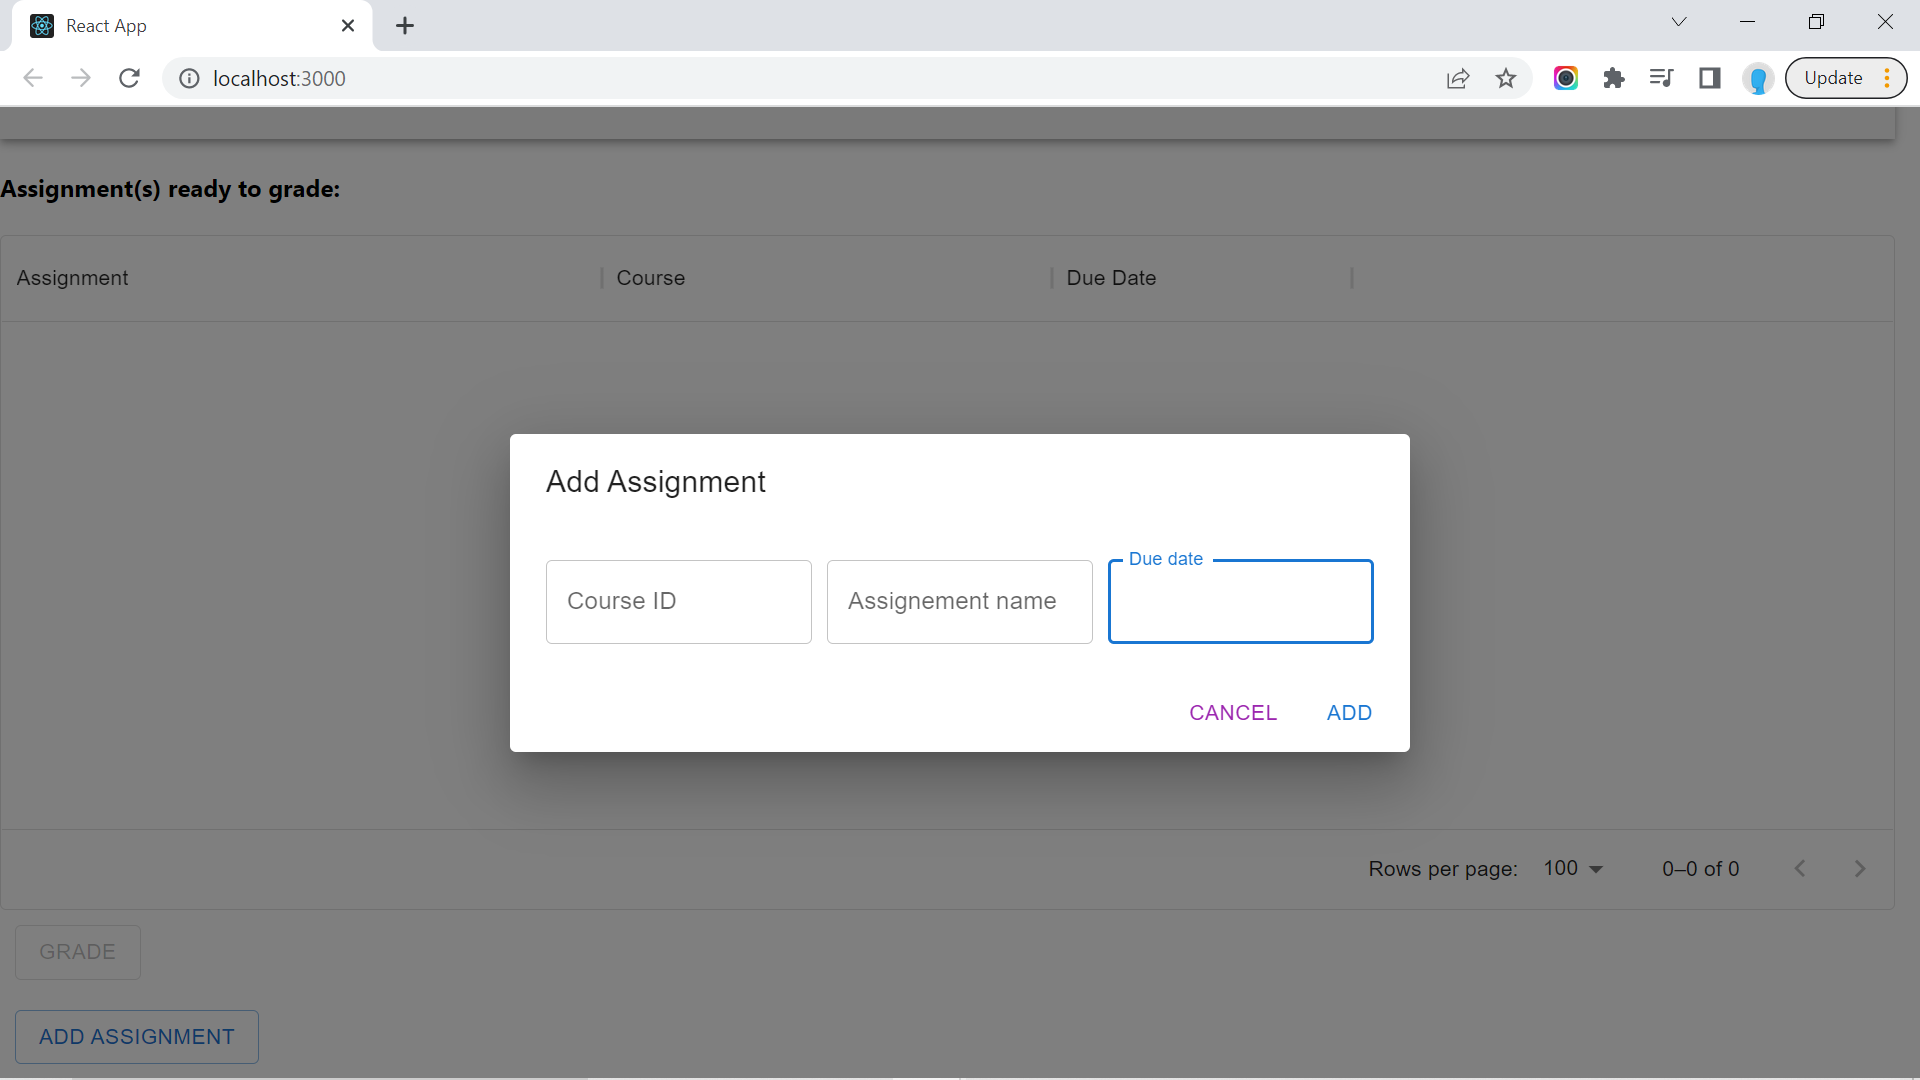 React App
localhost:3000
Update
Assignment(s) ready to grade:
Assignment Course Due Date
Add Assignment
Due date
Course ID Assignement name
CANCEL ADD
Rows per page: 100 0–0 of 0
GRADE
ADD ASSIGNMENT